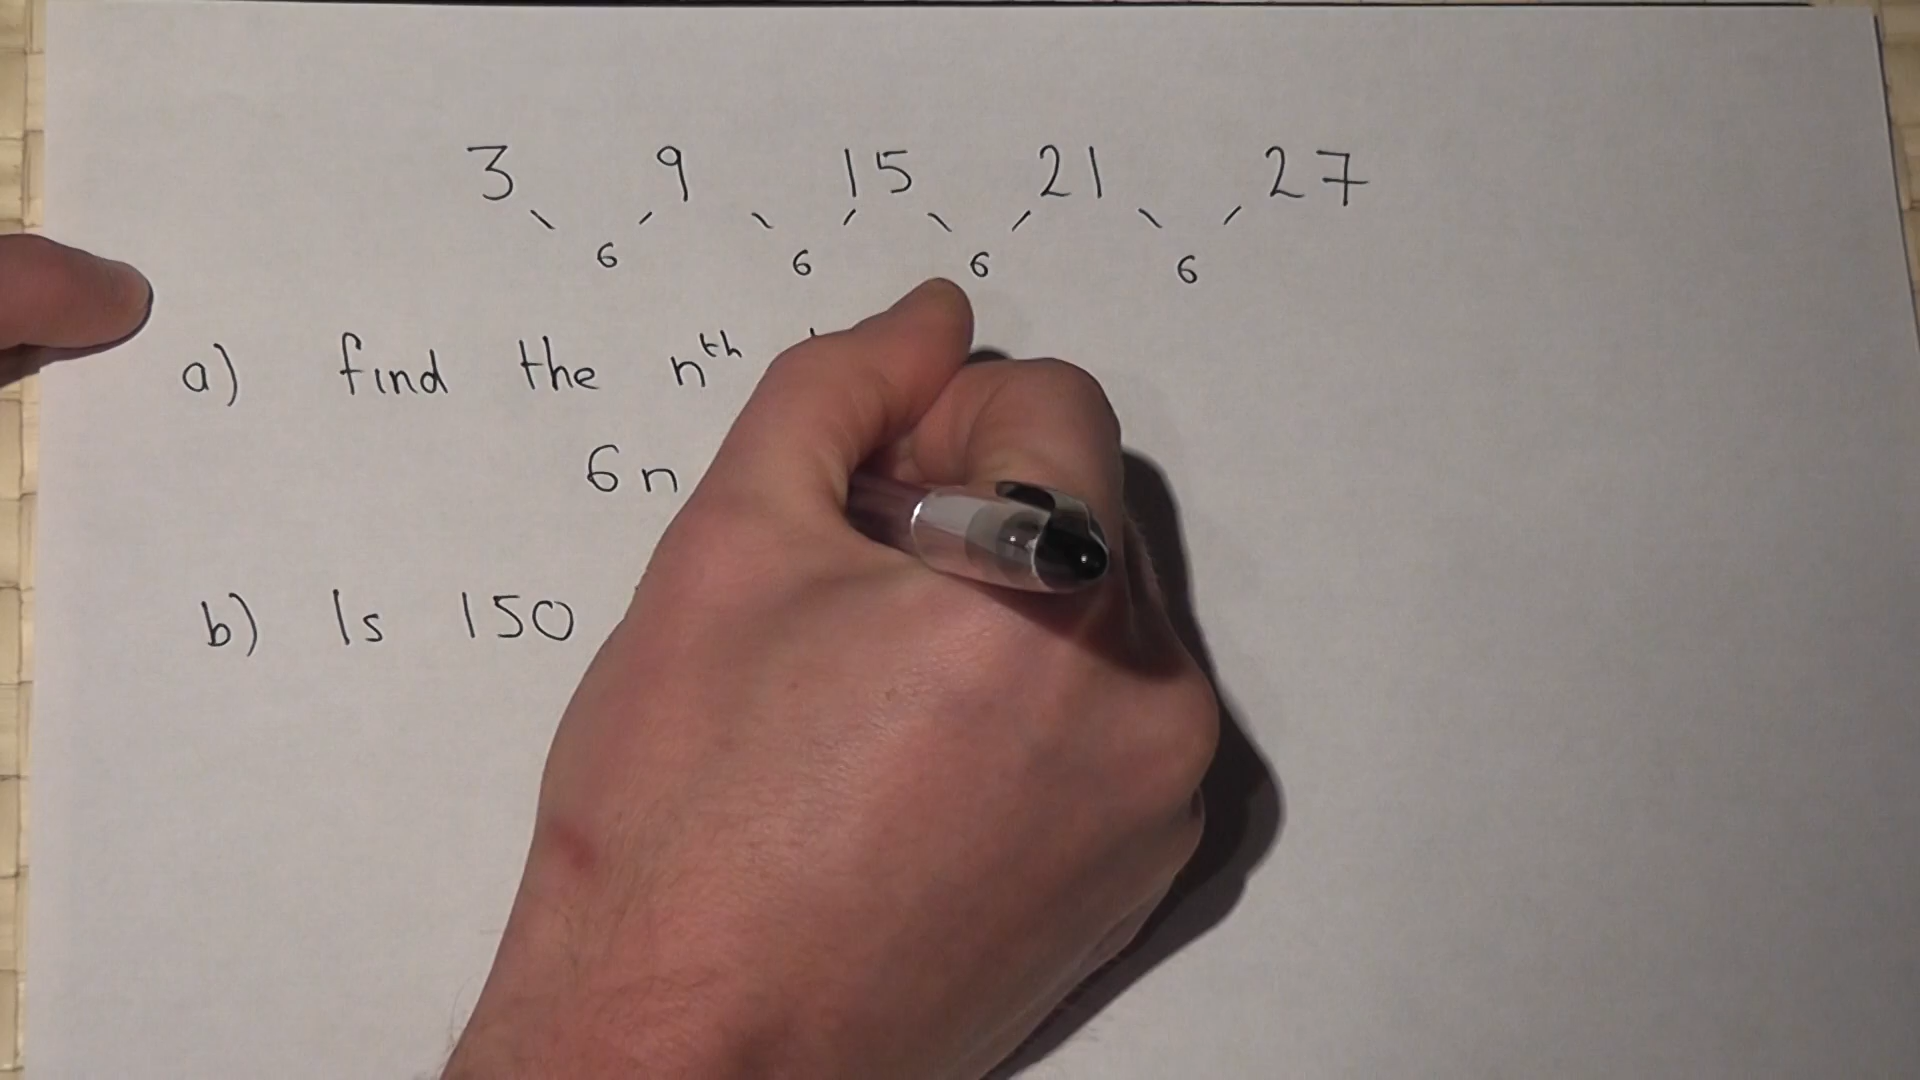 3 9 15 21 27
6 6 6 6
a) find the nth
6n
b) Is 150